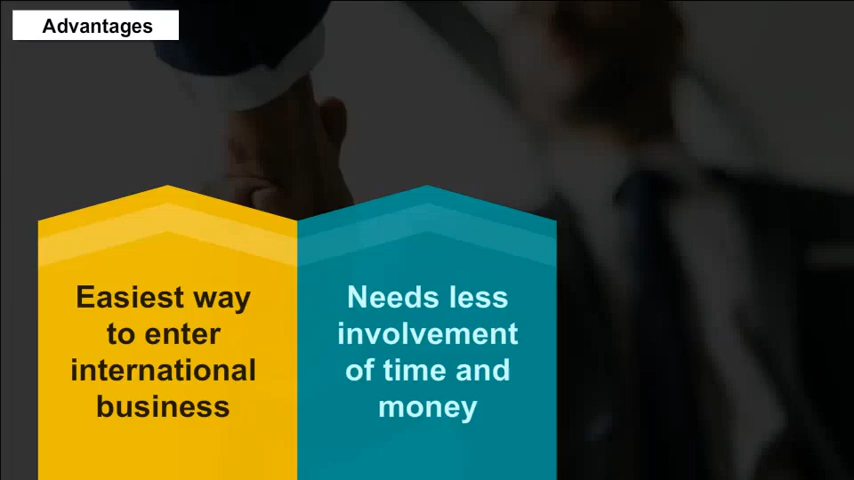 Advantages
Easiest way
to enter
international
business
Needs less
involvement
of time and
money